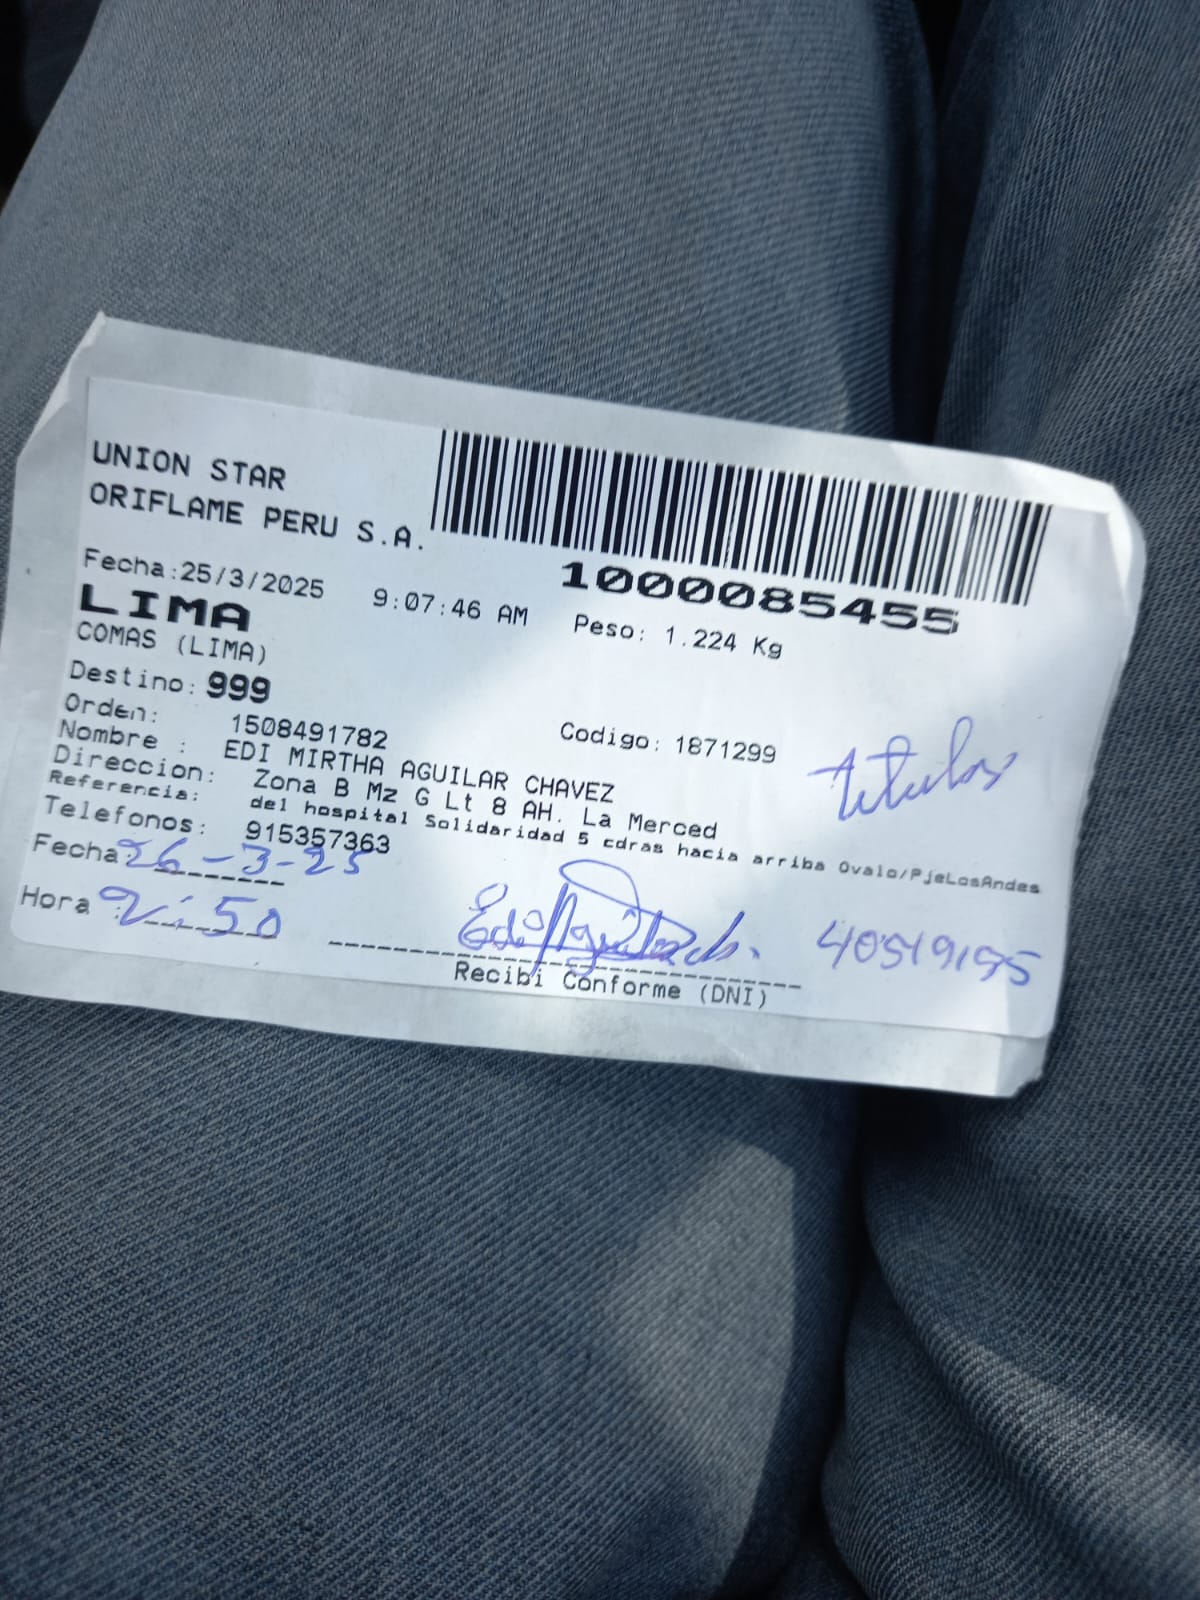 UNION STAR
ORIFLAME PERU S.A.
1000085455
Fecha:25/3/2025 9:07:46 AM Peso: 1.224 Kg
LIMA
COMAS (LIMA)
Destino: 999
Orden: 1508491782 Codigo: 1871299
titular
Nombre : EDI MIRTHA AGUILAR CHAVEZ
Direccion: Zona B Mz G Lt 8 AH. La Merced
Referencia: del hospital Solidaridad 5 cdras hacia arriba Ovalo/PjeLosAndes
Telefonos: 915357363
Fecha: 26-3-25
Hora : :50
Recibi Conforme (DNI)